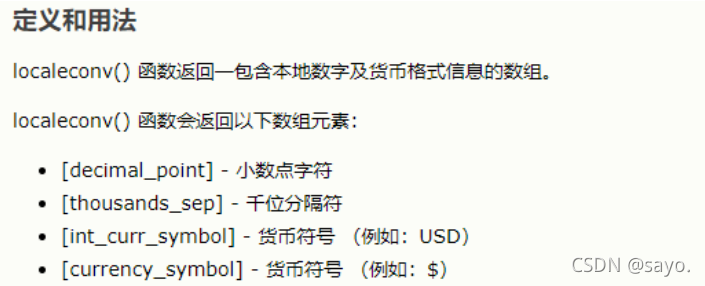 定义和用法
localeconv() 函数返回一包含本地数字及货币格式信息的数组。
localeconv() 函数会返回以下数组元素：
• [decimal_point] - 小数点字符
• [thousands_sep] - 千位分隔符
• [int_curr_symbol] - 货币符号 （例如：USD）
• [currency_symbol] - 货币符号 （例如：$）
CSDN @sayo.